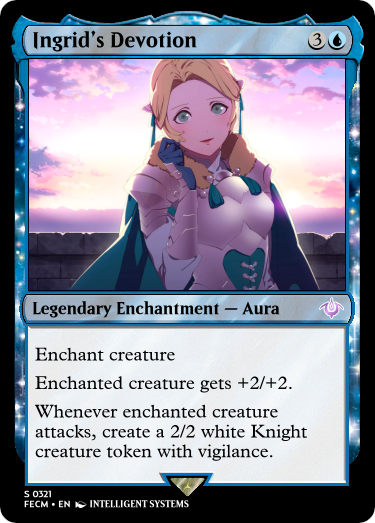 Ingrid's Devotion 3
Legendary Enchantment — Aura
Enchant creature
Enchanted creature gets +2/+2.
Whenever enchanted creature
attacks, create a 2/2 white Knight
creature token with vigilance.
S 0321
FECM • EN INTELLIGENT SYSTEMS